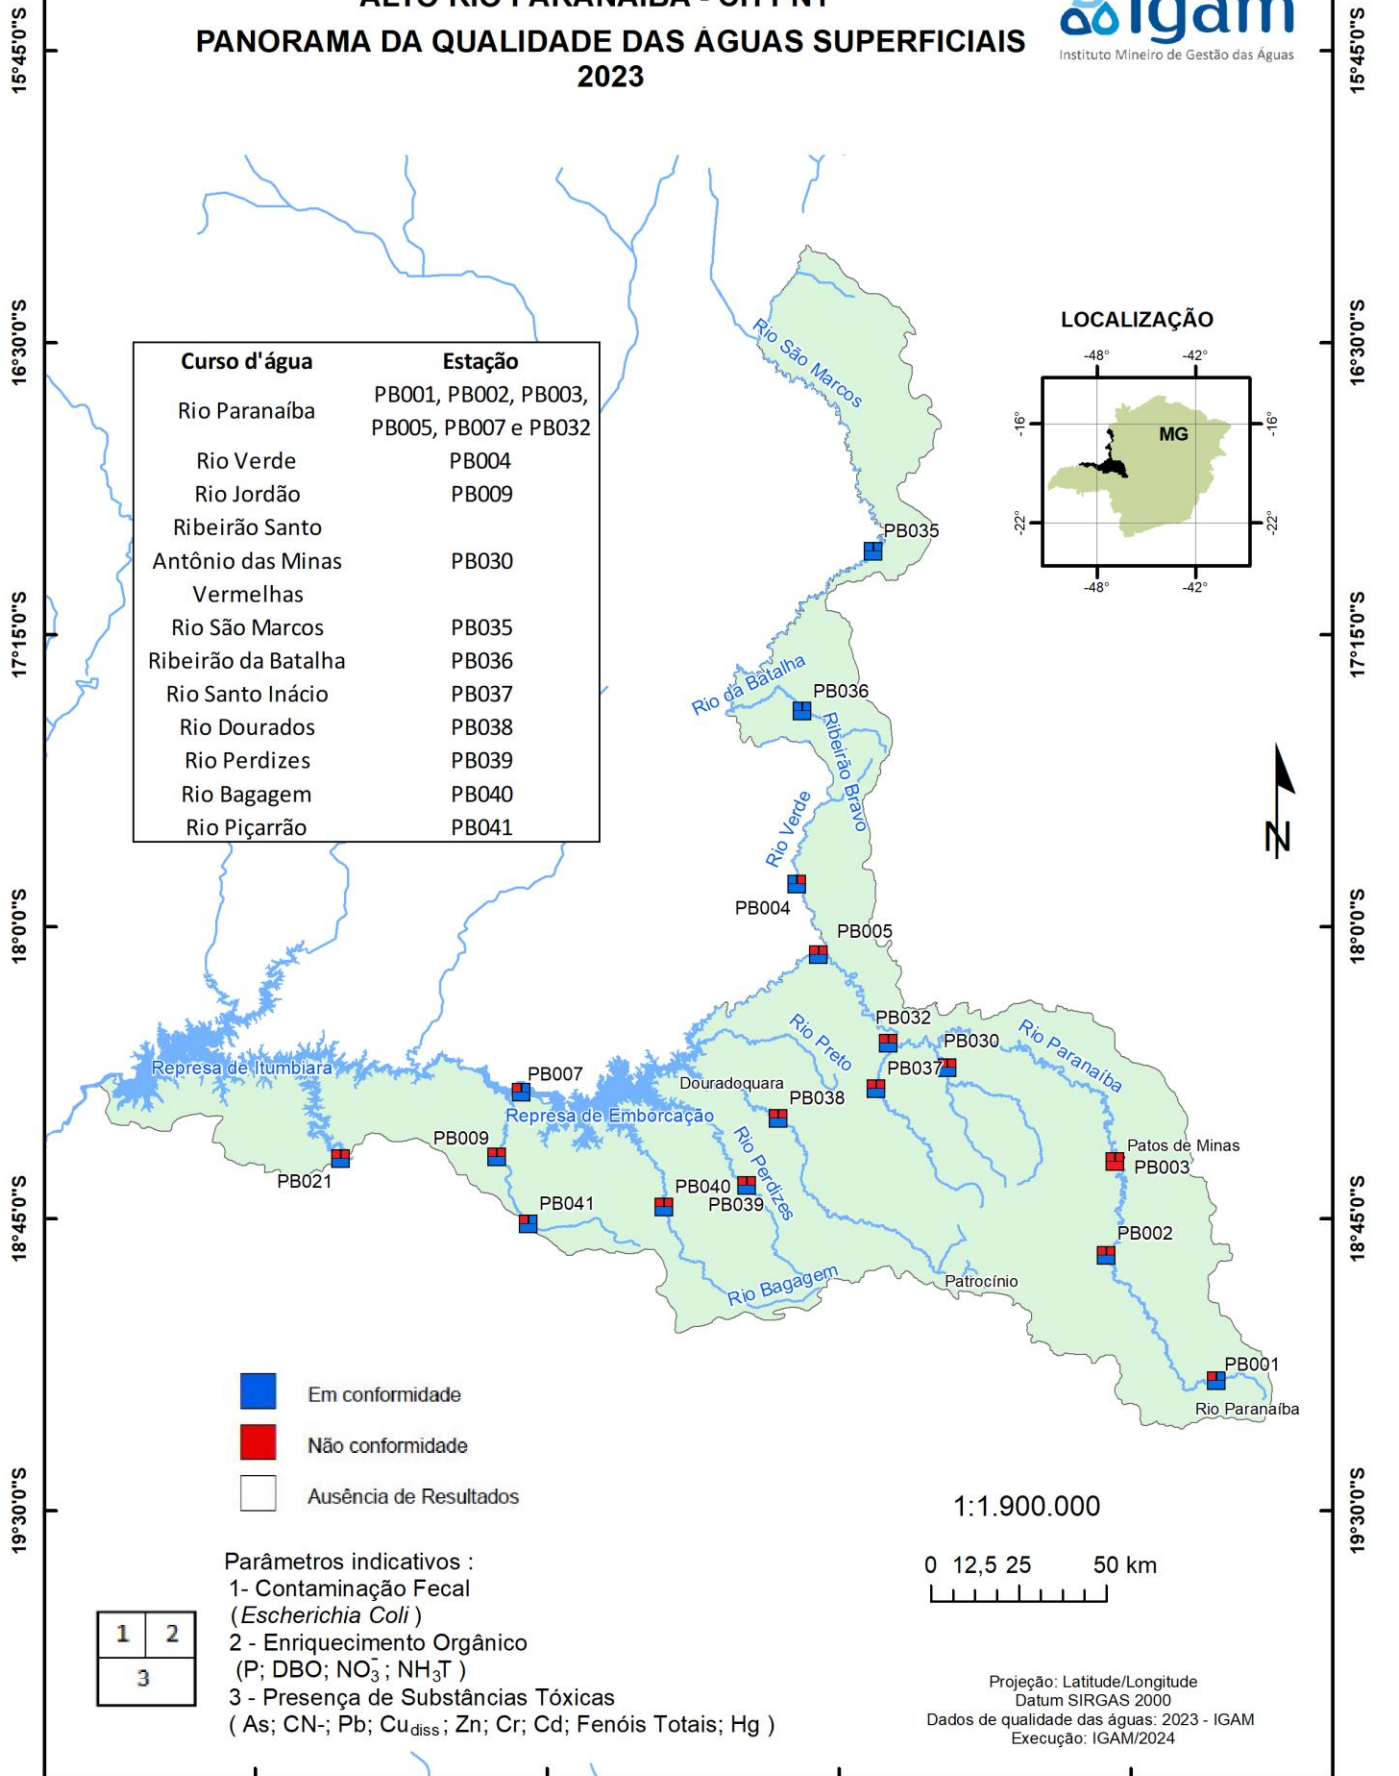 ALTO RIO PARANAÍBA - CH PN1
PANORAMA DA QUALIDADE DAS ÁGUAS SUPERFICIAIS
2023
igam
Instituto Mineiro de Gestão das Águas
15°45'0"S
15°45'0"S
16°30'0"S
16°30'0"S
17°15'0"S
17°15'0"S
18°0'0"S
18°0'0"S
18°45'0"S
18°45'0"S
19°30'0"S
19°30'0"S
Curso d'água Estação
Rio Paranaíba PB001, PB002, PB003,
PB005, PB007 e PB032
Rio Verde PB004
Rio Jordão PB009
Ribeirão Santo
Antônio das Minas PB030
Vermelhas
Rio São Marcos PB035
Ribeirão da Batalha PB036
Rio Santo Inácio PB037
Rio Dourados PB038
Rio Perdizes PB039
Rio Bagagem PB040
Rio Piçarrão PB041
LOCALIZAÇÃO
-48° -42°
-16° -16°
MG
-22° -22°
-48° -42°
Rio São Marcos
PB035
Rio da Batalha
PB036
Ribeirão Bravo
Rio Verde
PB004
PB005
N
PB032
Rio Preto
PB030
Rio Paranaíba
PB037
Represa de Itumbiara
PB007
Douradoquara
PB038
Represa de Emborcação
PB009
Rio Perdizes
Patos de Minas
PB003
PB021
PB040
PB039
PB041
PB002
Rio Bagagem
Patrocínio
PB001
Rio Paranaíba
Em conformidade
Não conformidade
Ausência de Resultados
1:1.900.000
0 12,5 25 50 km
Parâmetros indicativos :
1- Contaminação Fecal
(Escherichia Coli )
2 - Enriquecimento Orgânico
(P; DBO; NO3-; NH3T )
3 - Presença de Substâncias Tóxicas
( As; CN-; Pb; Cudiss; Zn; Cr; Cd; Fenóis Totais; Hg )
1 2
3
Projeção: Latitude/Longitude
Datum SIRGAS 2000
Dados de qualidade das águas: 2023 - IGAM
Execução: IGAM/2024